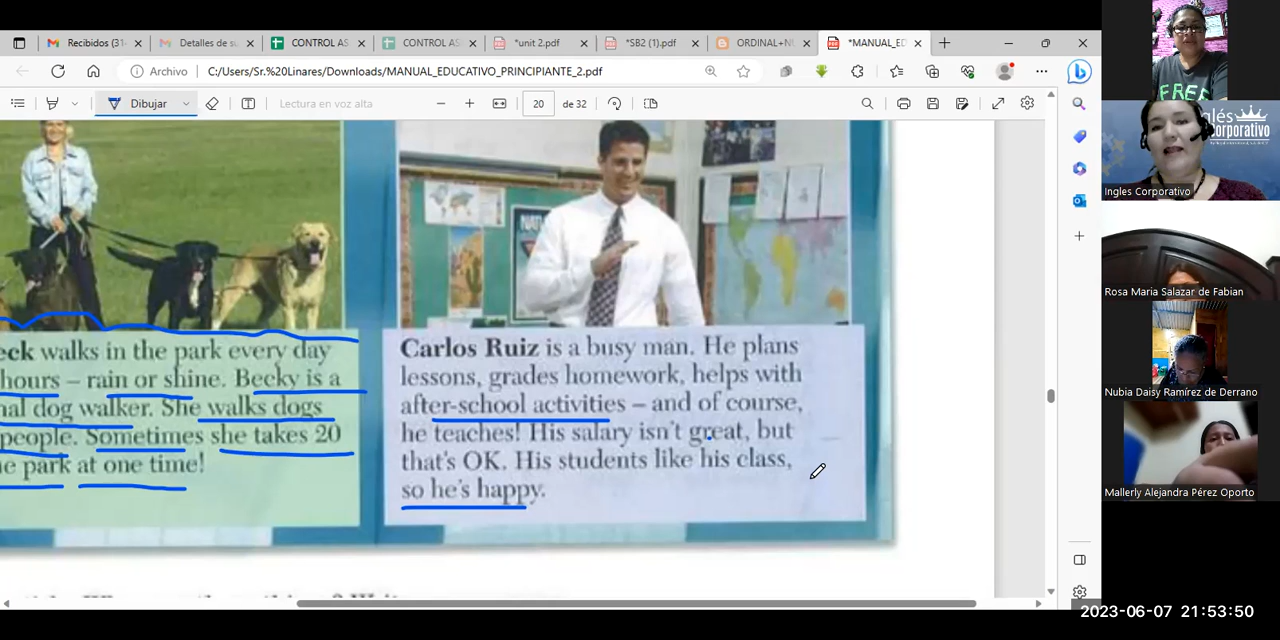 Recibidos (31-
Detalles de su
CONTROL AS
CONTROL AS
*unit 2.pdf
*SB2 (1).pdf
ORDINAL+N
*MANUAL_ED
Archivo
C:/Users/Sr.%20Linares/Downloads/MANUAL_EDUCATIVO_PRINCIPIANTE_2.pdf
Dibujar
Lectura en voz alta
20
de 32
eck walks in the park every day
hours – rain or shine. Becky is a
nal dog walker. She walks dogs
people. Sometimes she takes 20
e park at one time!
Carlos Ruiz is a busy man. He plans
lessons, grades homework, helps with
after-school activities – and of course,
he teaches! His salary isn't great, but
that's OK. His students like his class,
so he's happy.
FREE
glés
orporativo
Ingles Corporativo
Rosa Maria Salazar de Fabian
Nubia Daisy Ramírez de Derrano
Mallerly Alejandra Pérez Oporto
2023-06-07 21:53:50